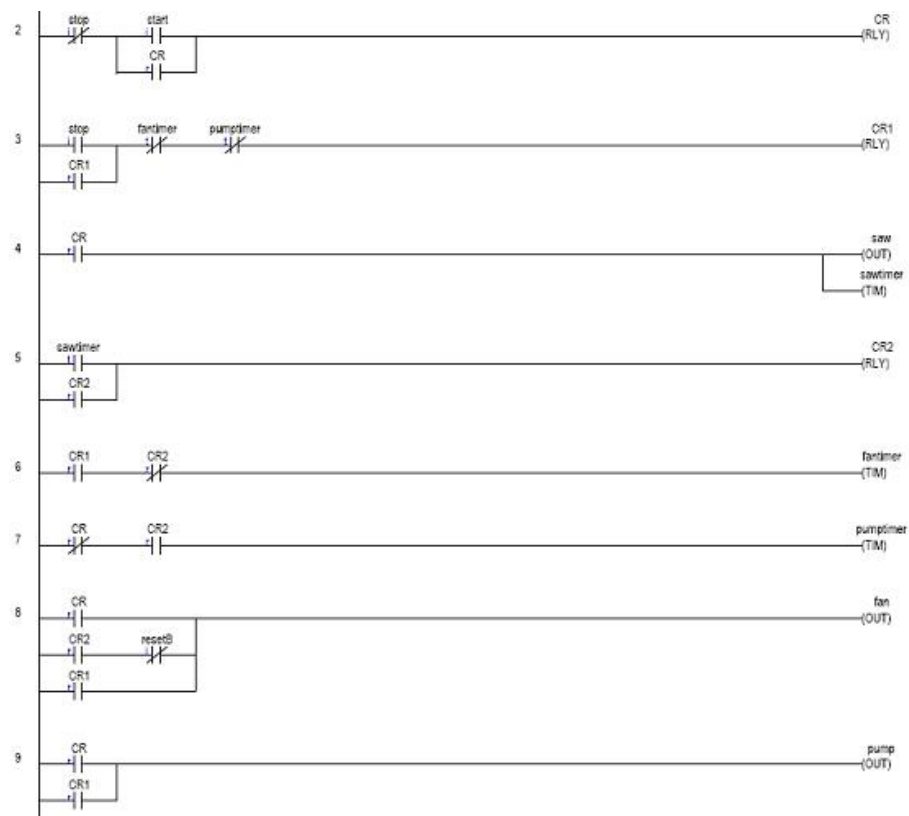 stop start CR
2 (RLY)
CR
stop fantimer pumptimer CR1
3 (RLY)
CR1
CR saw
4 (OUT)
sawtimer
(TIM)
sawtimer CR2
5 (RLY)
CR2
CR1 CR2 fantimer
6 (TIM)
CR CR2 pumptimer
7 (TIM)
CR fan
8 (OUT)
CR2 resetB
CR1
CR pump
9 (OUT)
CR1